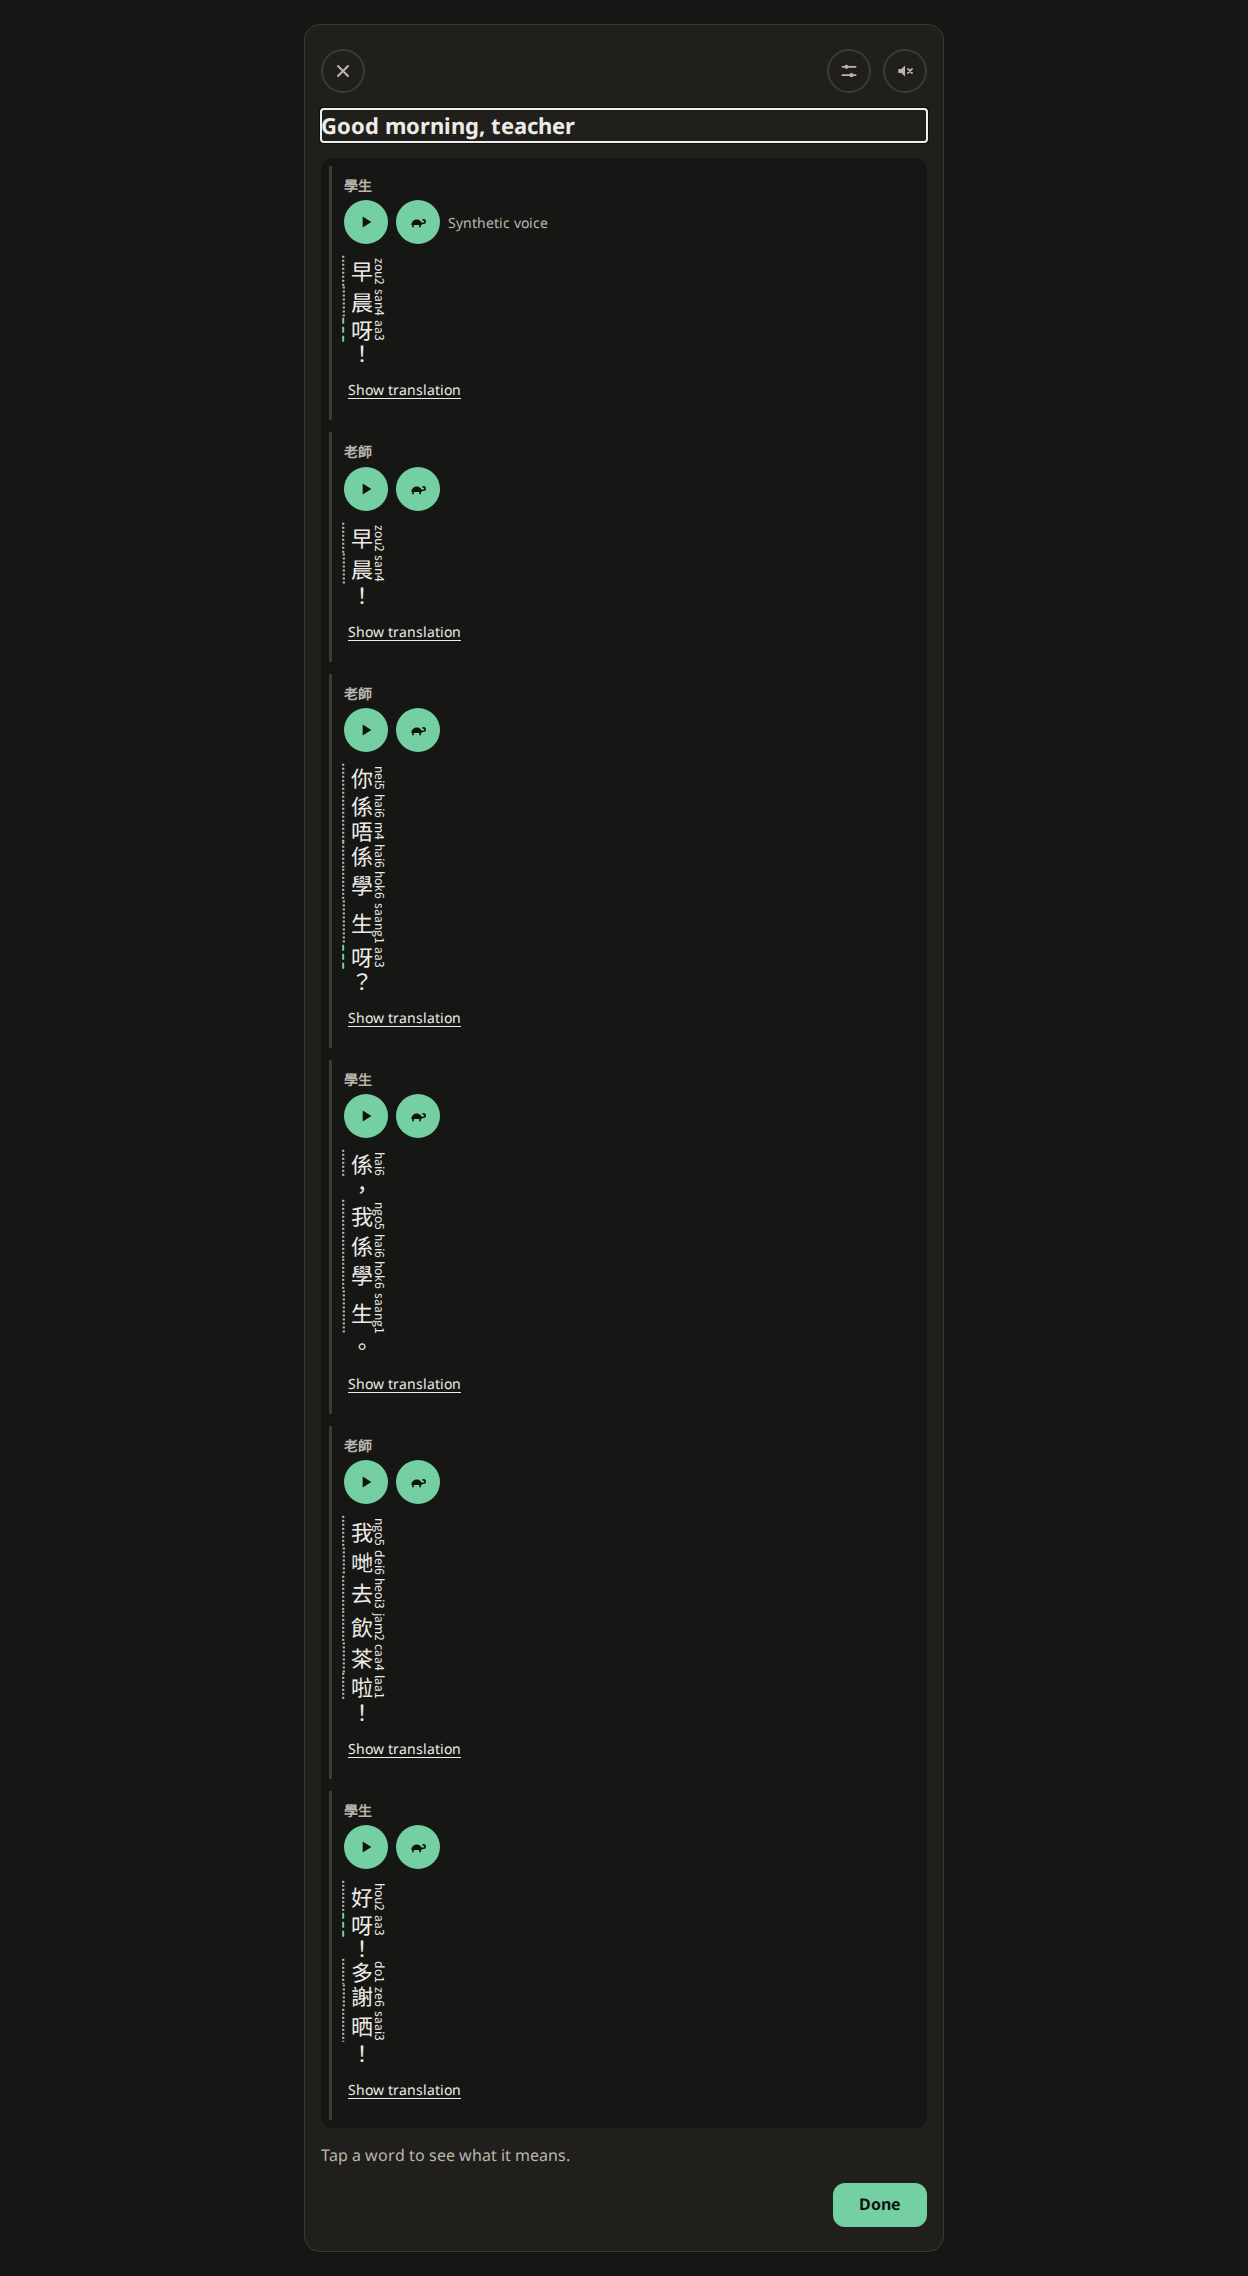 Good morning, teacher
學生
Synthetic voice
早晨呀！
zou2 san4 aa3
Show translation
老師
早晨！
zou2 san4
Show translation
老師
你係唔係學生呀？
nei5 hai6 m4 hai6 hok6 saang1 aa3
Show translation
學生
係，我係學生。
hai6 ngo5 hai6 hok6 saang1
Show translation
老師
我哋去飲茶啦！
ngo5 dei6 heoi3 jam2 caa4 laa1
Show translation
學生
好呀！多謝晒！
hou2 aa3 do1 ze6 saai3
Show translation
Tap a word to see what it means.
Done